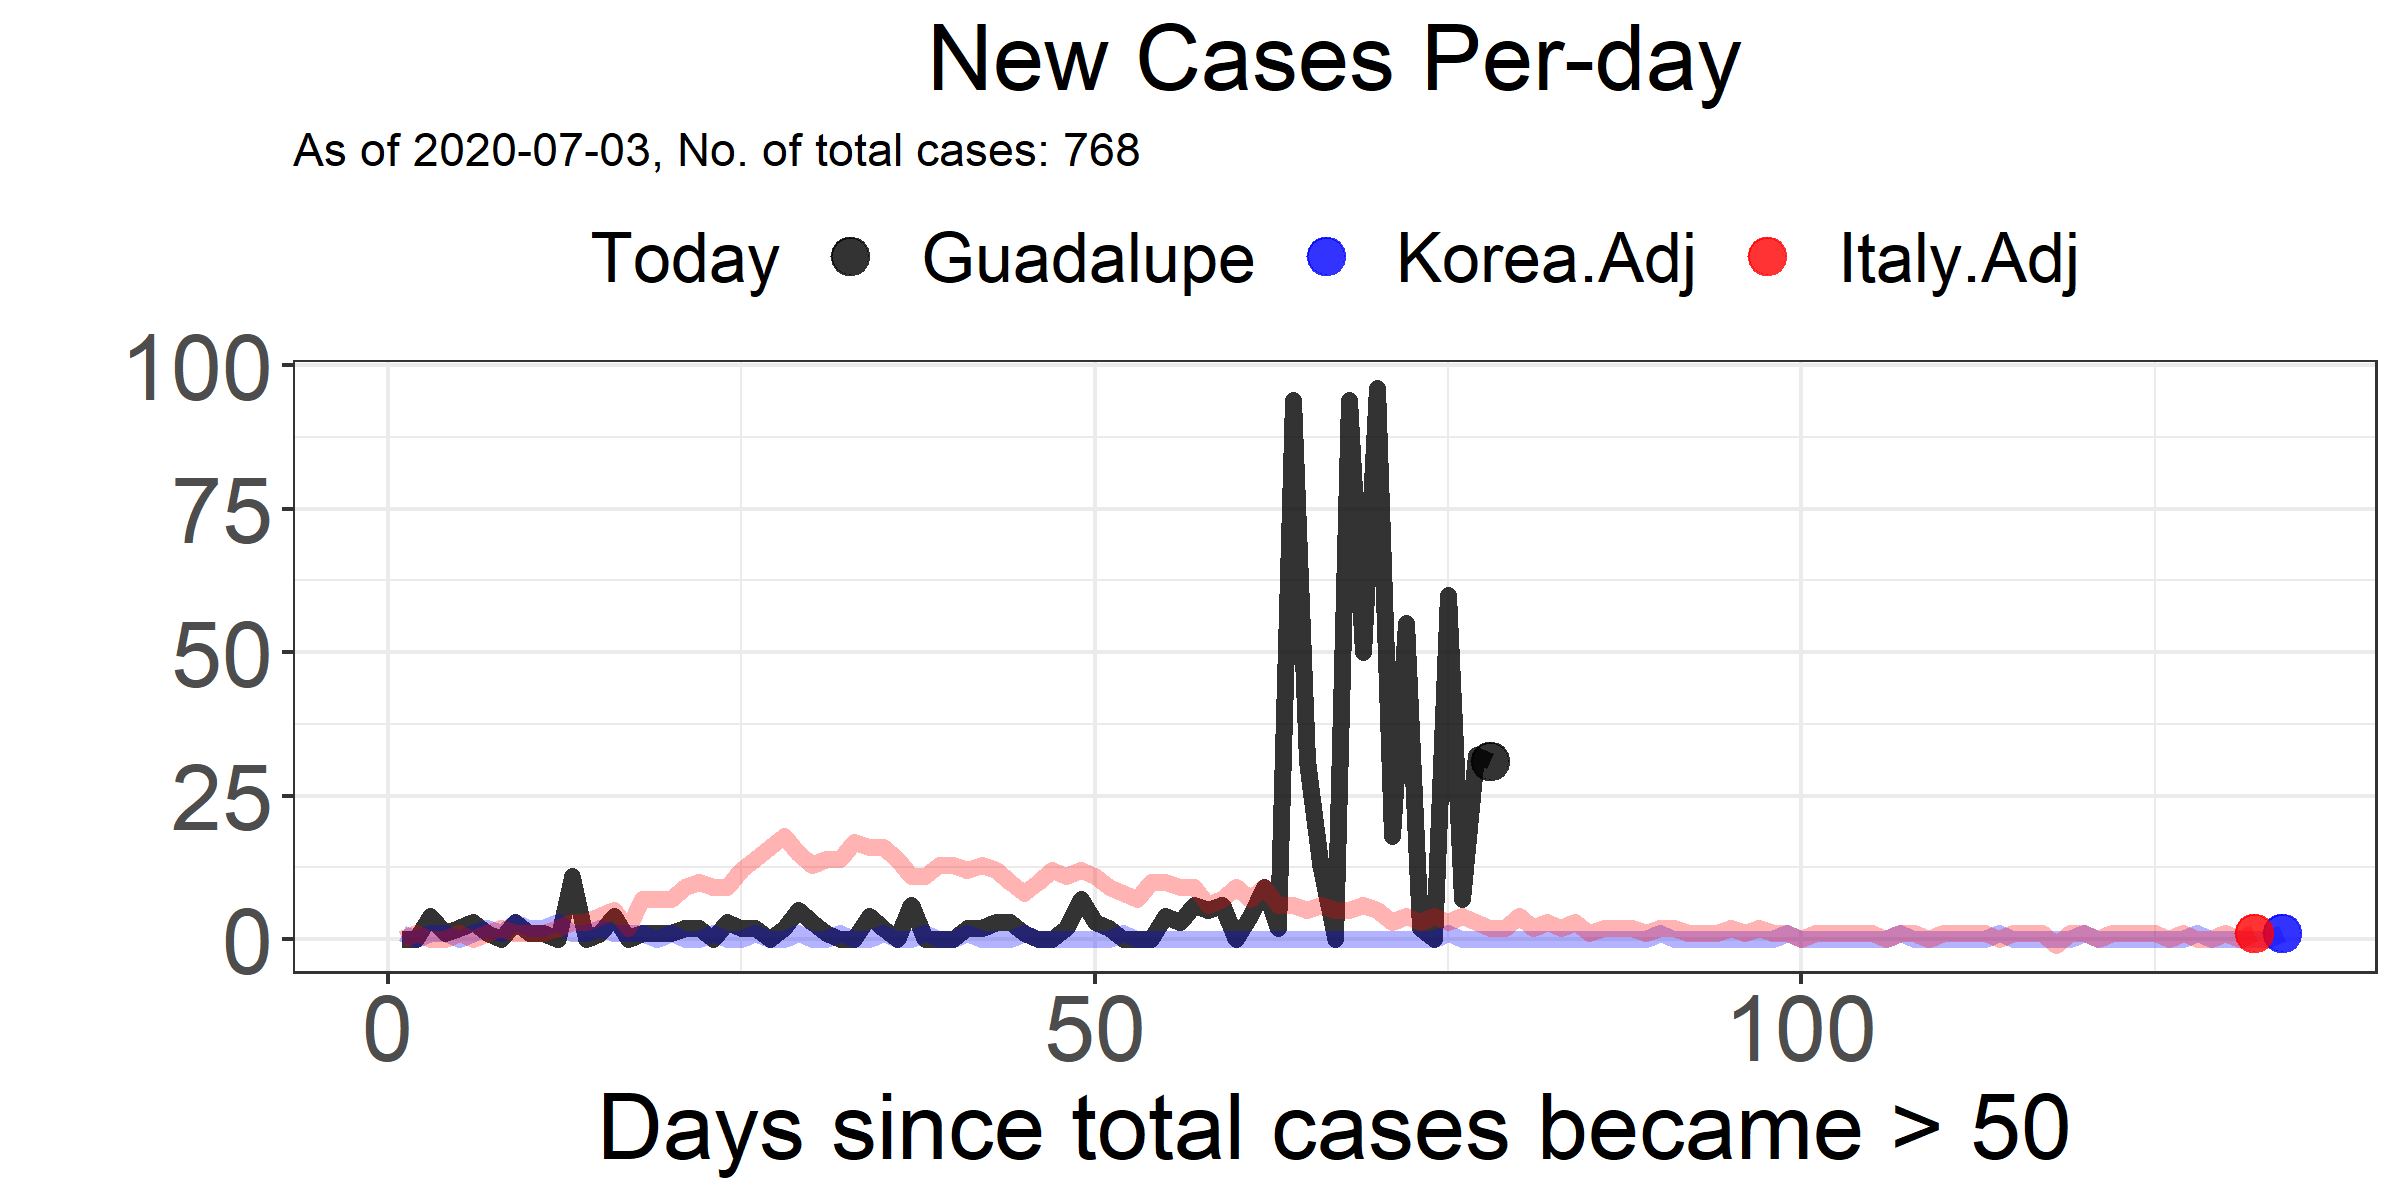 New Cases Per-day
As of 2020-07-03, No. of total cases: 768
Today Guadalupe Korea.Adj Italy.Adj
100
75
50
25
0
0 50 100
Days since total cases became > 50